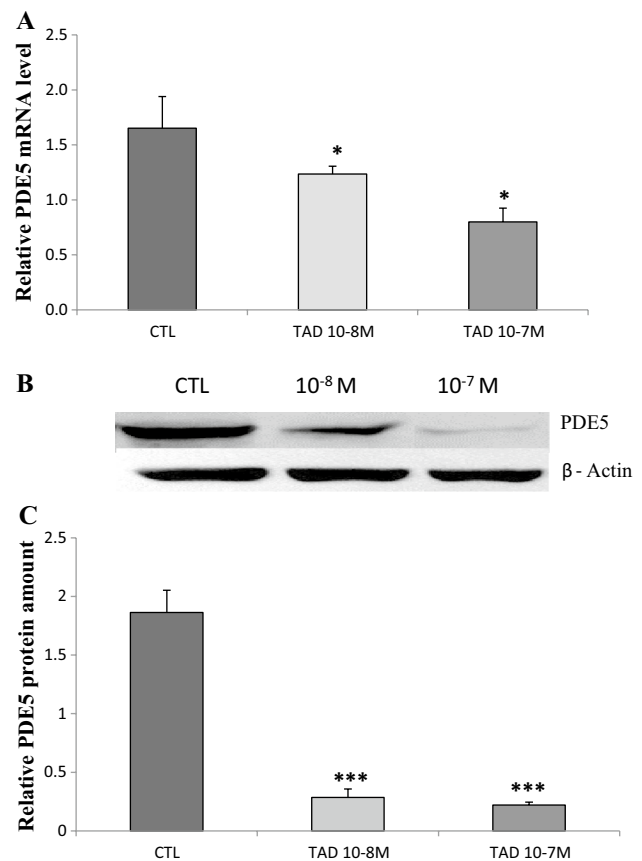 A
Relative PDE5 mRNA level
2.5
2.0
1.5
1.0
0.5
0.0
*
*
CTL
TAD 10-8M
TAD 10-7M
B
CTL
10⁻⁸ M
10⁻⁷ M
PDE5
β - Actin
C
Relative PDE5 protein amount
2.5
2
1.5
1
0.5
0
***
***
CTL
TAD 10-8M
TAD 10-7M